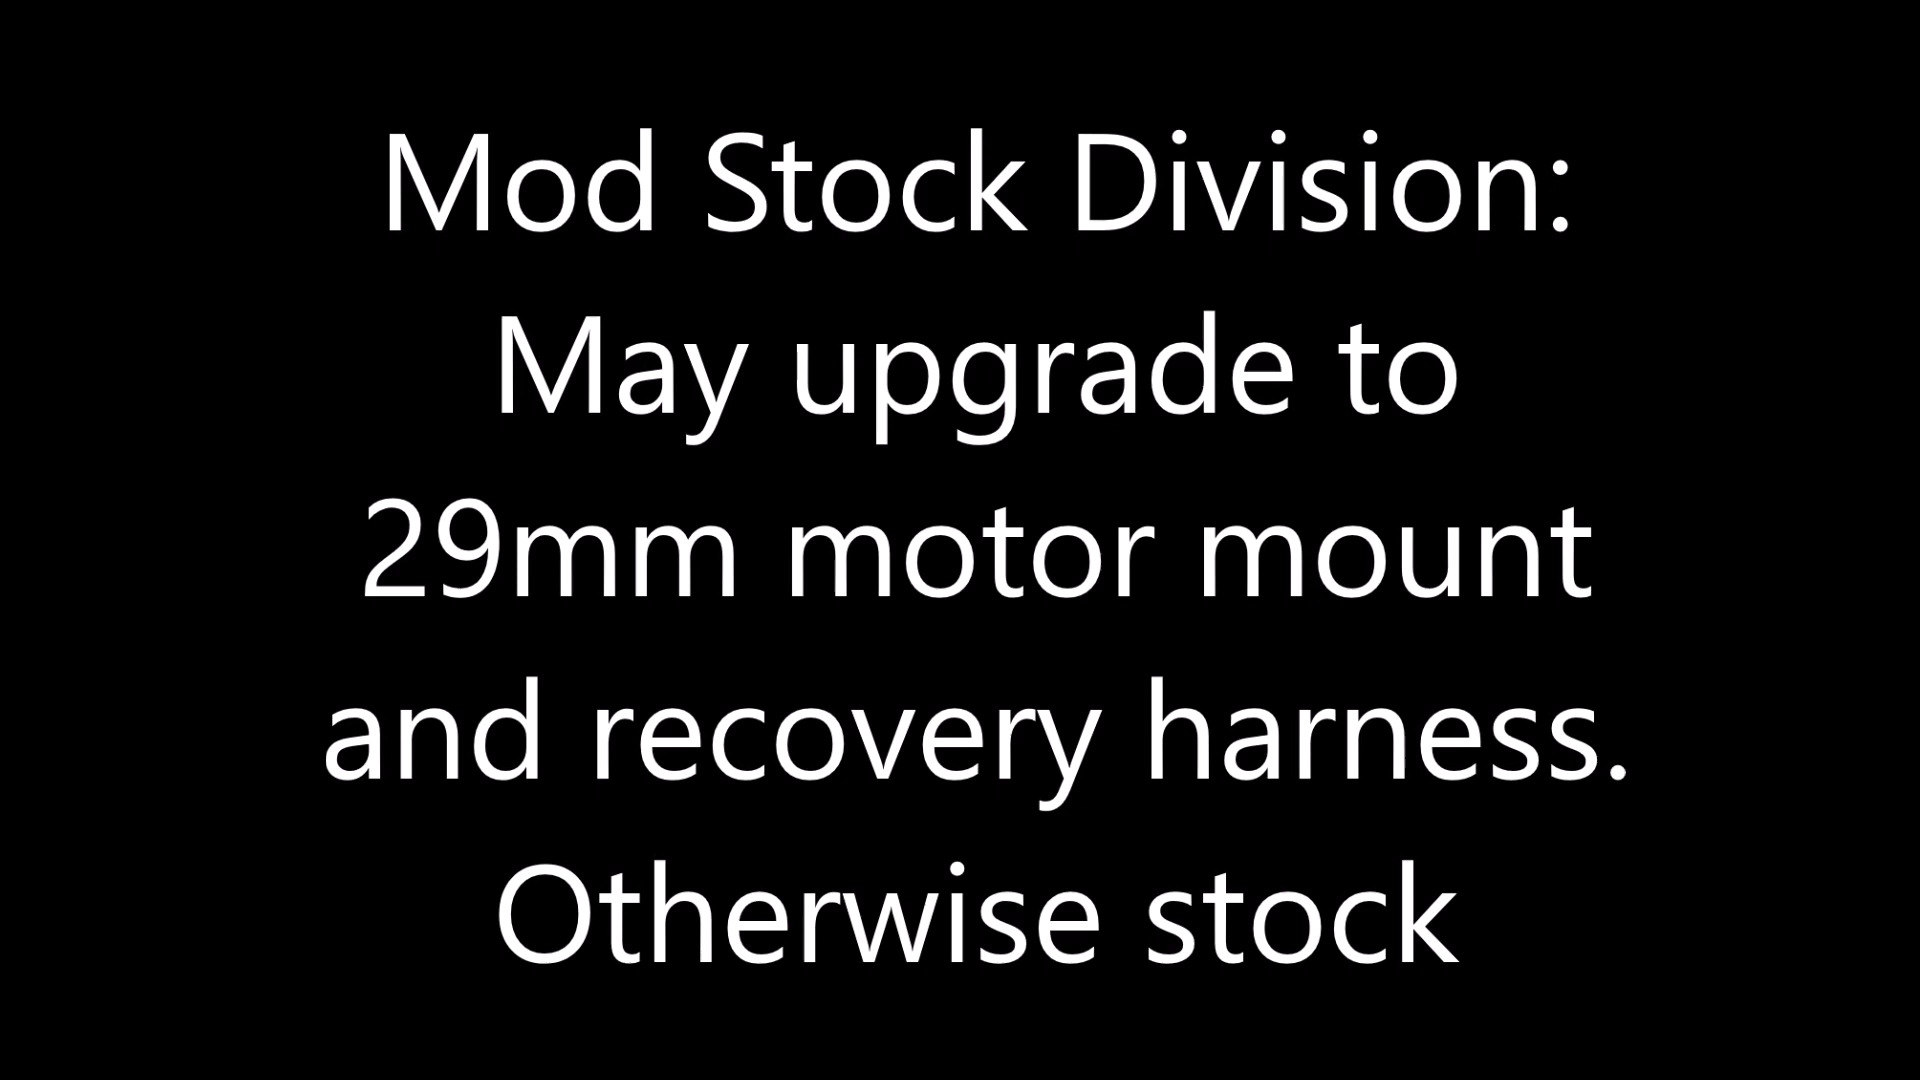 Mod Stock Division:
May upgrade to
29mm motor mount
and recovery harness.
Otherwise stock